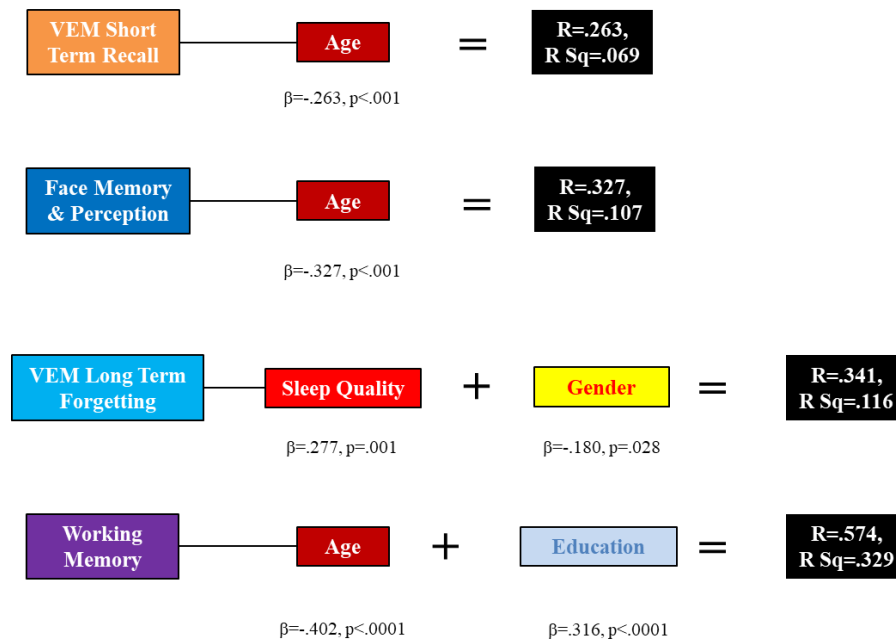 VEM Short
Term Recall
Age
=
R=.263,
R Sq=.069
β=-.263, p<.001
Face Memory
& Perception
Age
=
R=.327,
R Sq=.107
β=-.327, p<.001
VEM Long Term
Forgetting
Sleep Quality
+
Gender
=
R=.341,
R Sq=.116
β=.277, p=.001
β=-.180, p=.028
Working
Memory
Age
+
Education
=
R=.574,
R Sq=.329
β=-.402, p<.0001
β=.316, p<.0001